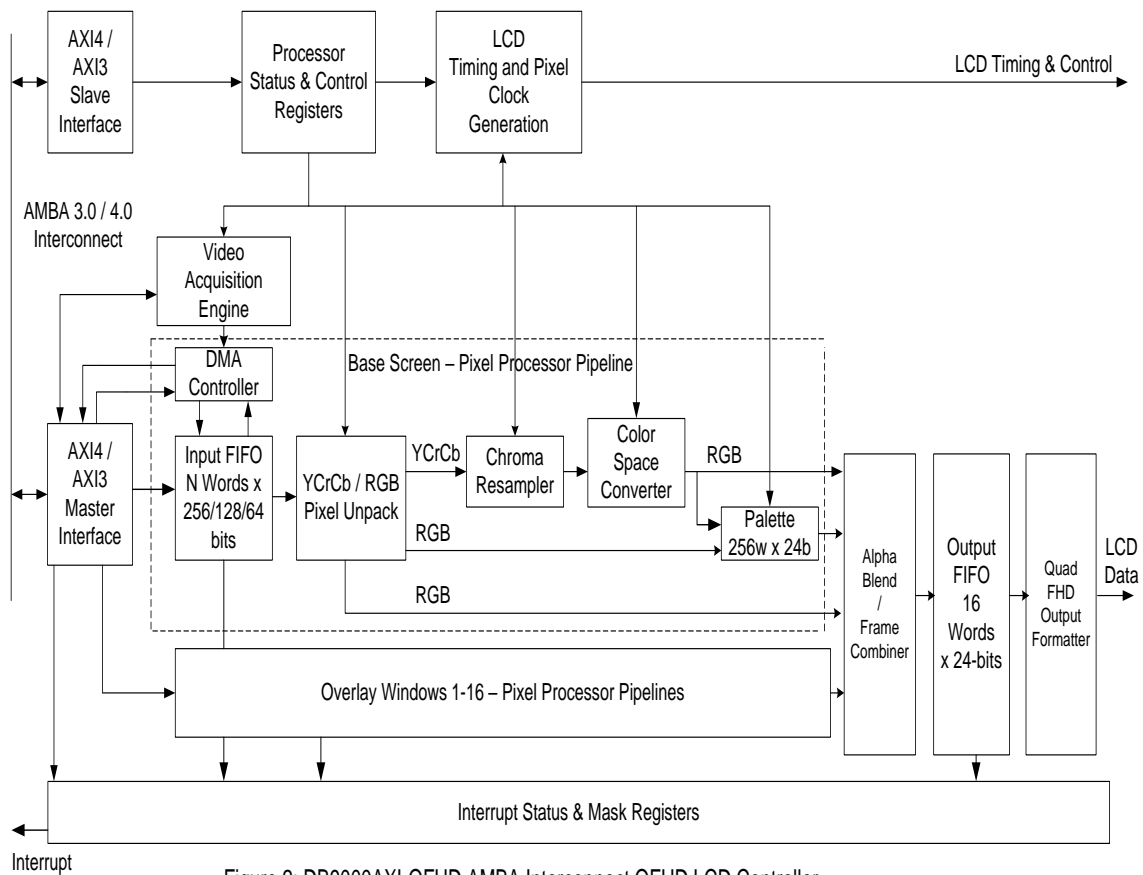 AXI4 /
AXI3
Slave
Interface
Processor
Status & Control
Registers
LCD
Timing and Pixel
Clock
Generation
LCD Timing & Control
AMBA 3.0 / 4.0
Interconnect
Video
Acquisition
Engine
DMA
Controller
Base Screen – Pixel Processor Pipeline
AXI4 /
AXI3
Master
Interface
Input FIFO
N Words x
256/128/64
bits
YCrCb / RGB
Pixel Unpack
YCrCb
Chroma
Resampler
Color
Space
Converter
RGB
RGB
Palette
256w x 24b
RGB
Alpha
Blend
/
Frame
Combiner
Output
FIFO
16
Words
x 24-bits
Quad
FHD
Output
Formatter
LCD
Data
Overlay Windows 1-16 – Pixel Processor Pipelines
Interrupt Status & Mask Registers
Interrupt